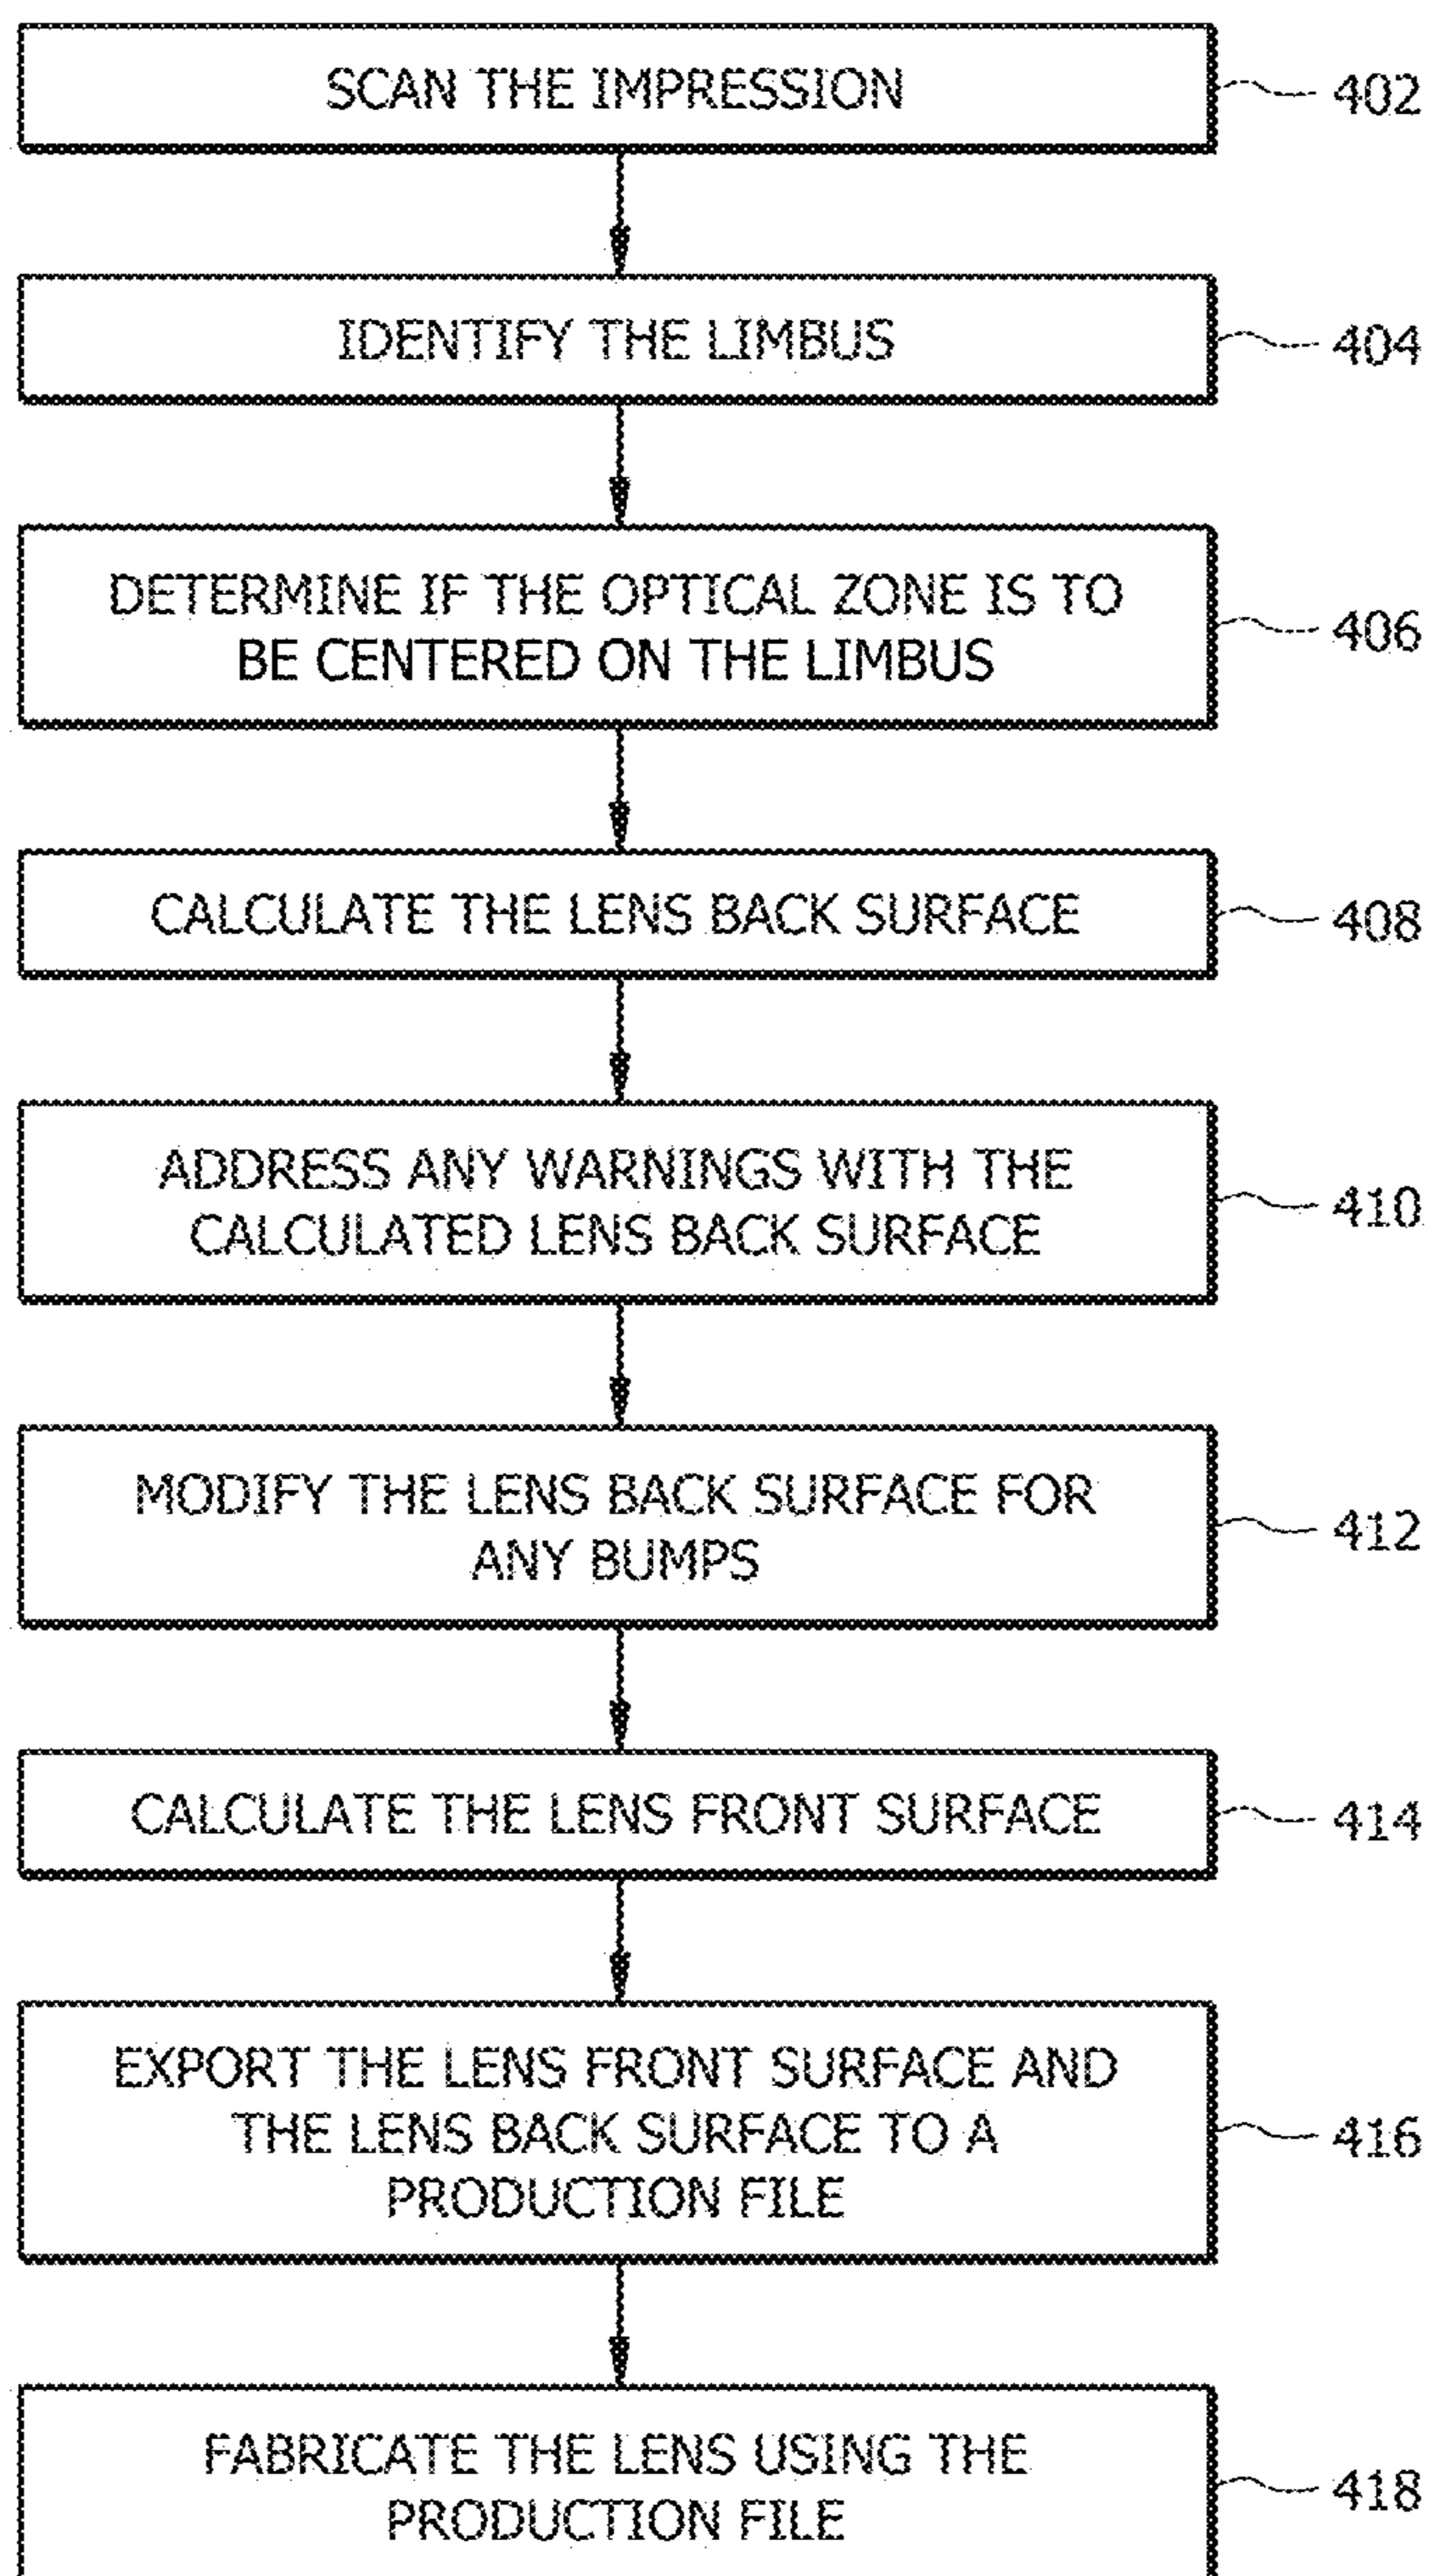 SCAN THE IMPRESSION
402
IDENTIFY THE LIMBUS
404
DETERMINE IF THE OPTICAL ZONE IS TO
BE CENTERED ON THE LIMBUS
406
CALCULATE THE LENS BACK SURFACE
408
ADDRESS ANY WARNINGS WITH THE
CALCULATED LENS BACK SURFACE
410
MODIFY THE LENS BACK SURFACE FOR
ANY BUMPS
412
CALCULATE THE LENS FRONT SURFACE
414
EXPORT THE LENS FRONT SURFACE AND
THE LENS BACK SURFACE TO A
PRODUCTION FILE
416
FABRICATE THE LENS USING THE
PRODUCTION FILE
418